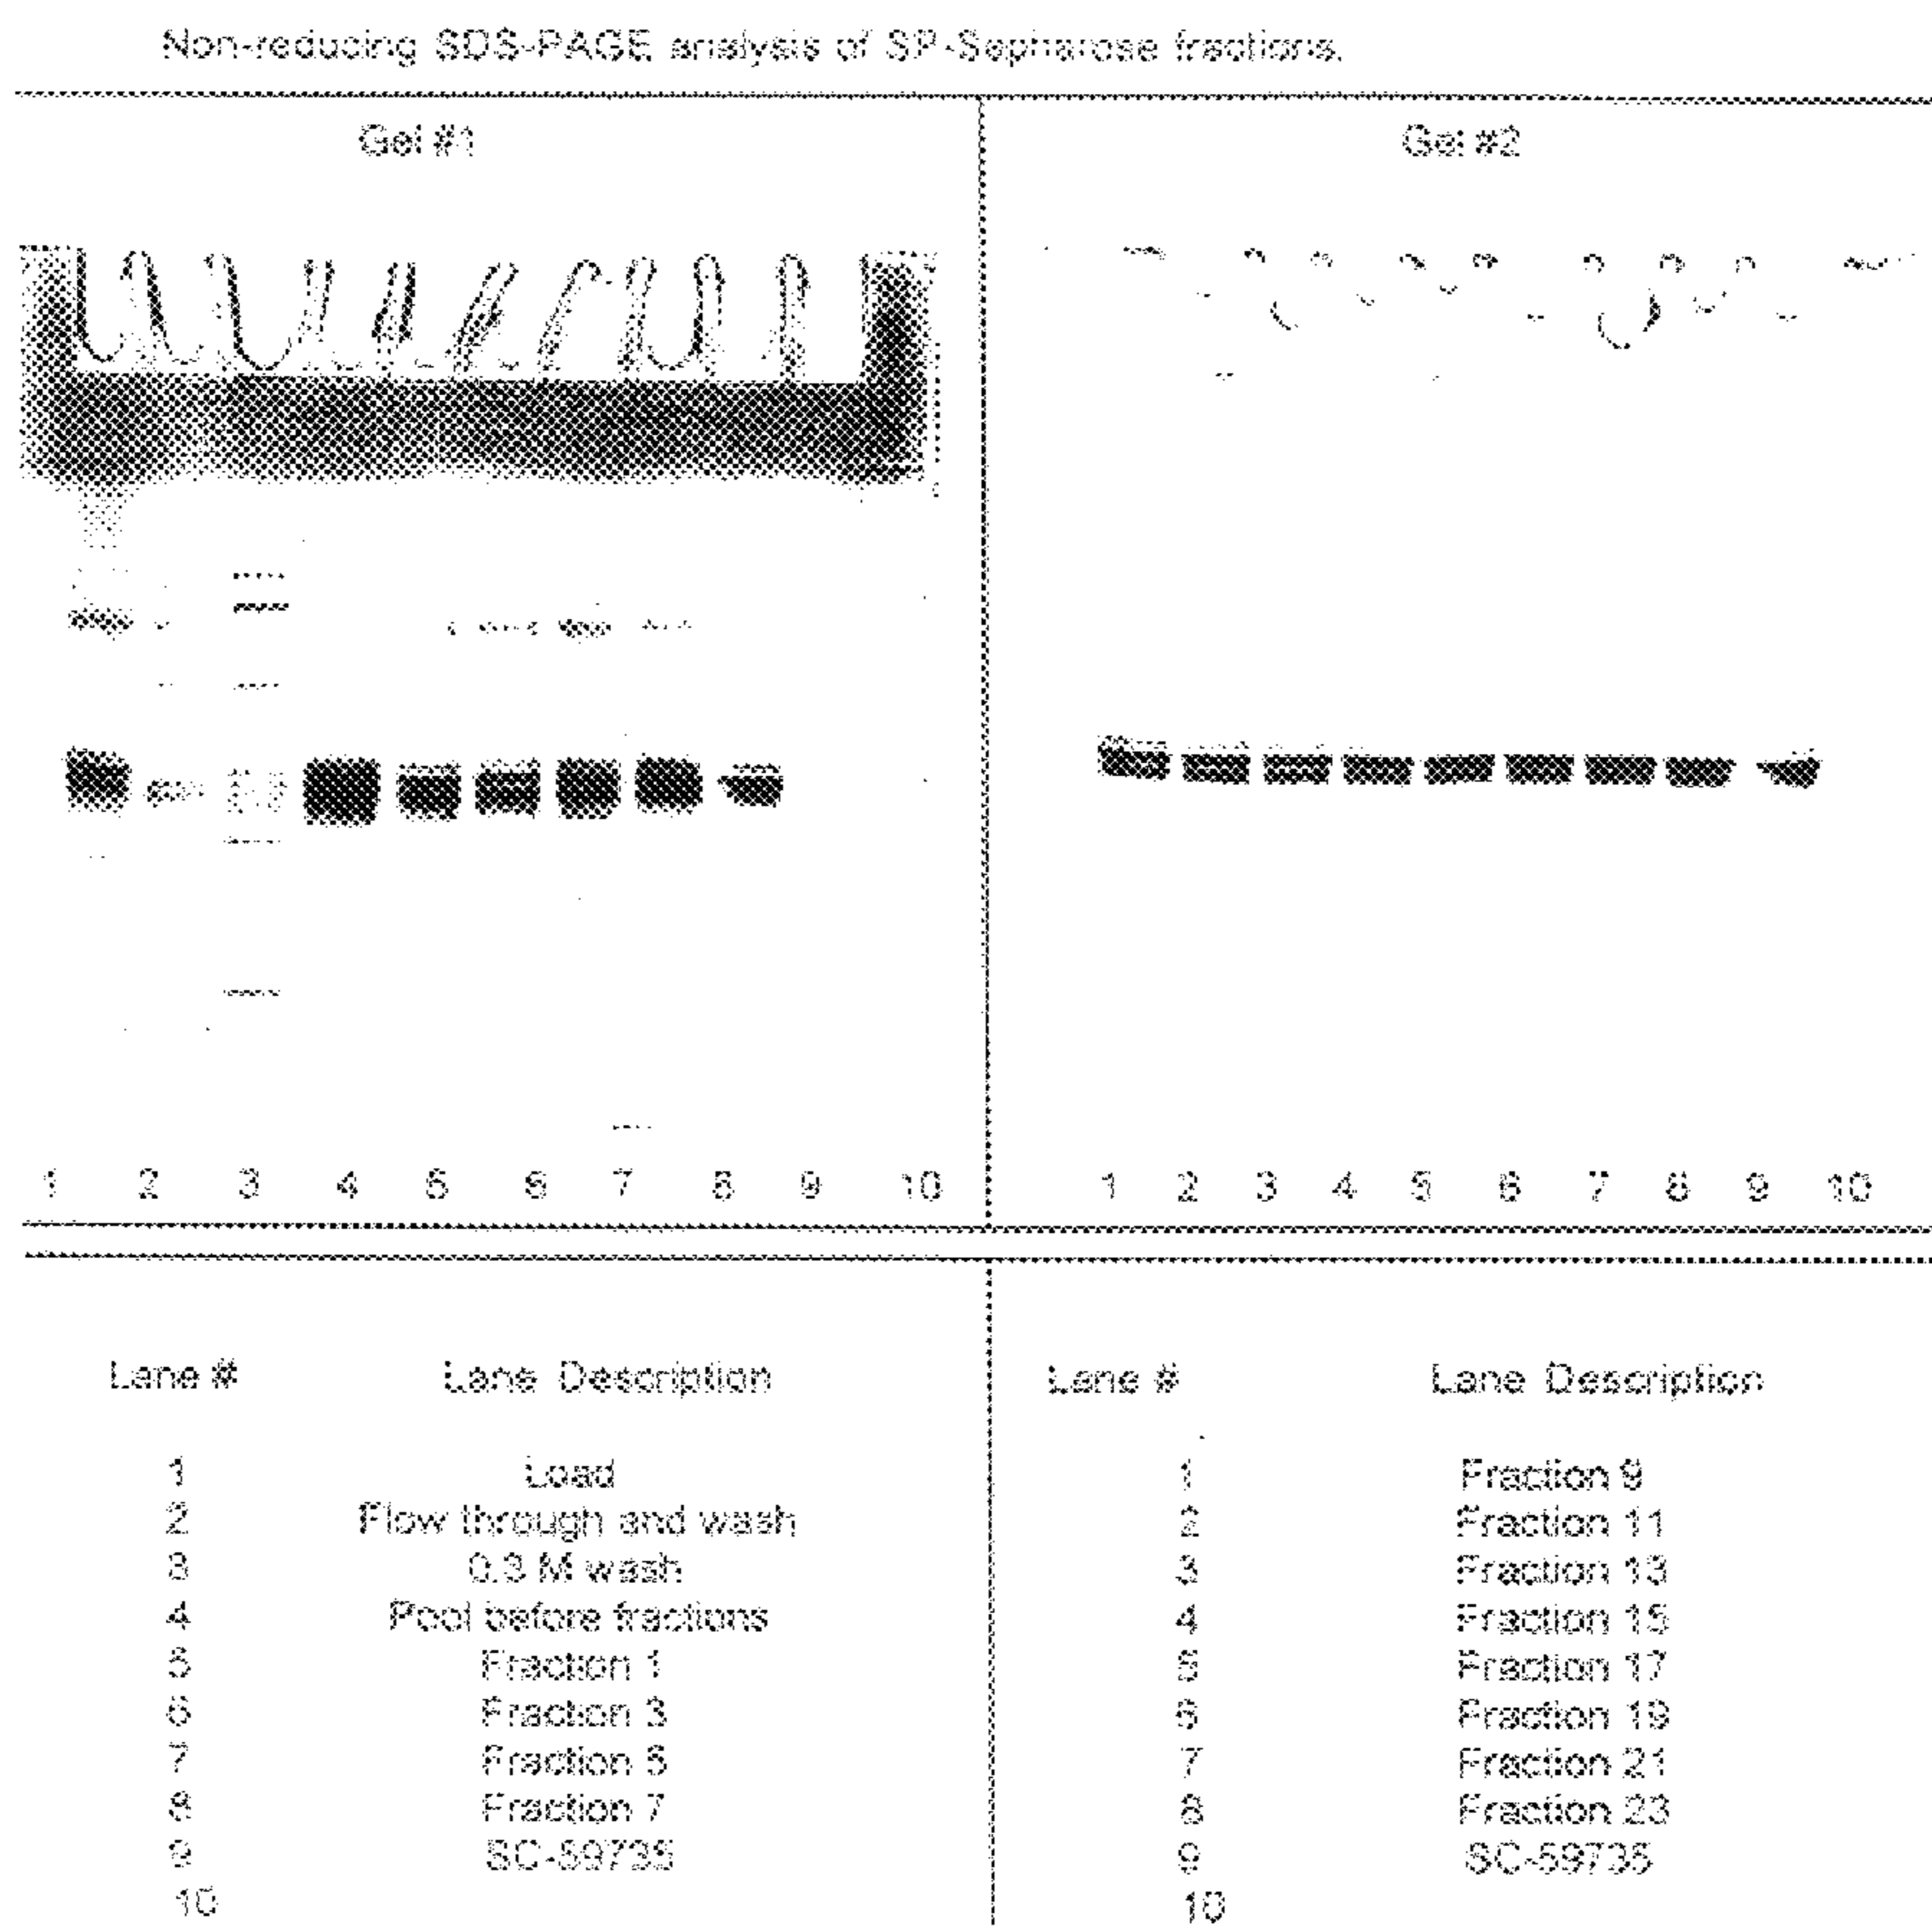 Non-reducing SDS-PAGE analysis of SP-Sepharose fractions.
Gel #1
Gel #2
1 2 3 4 5 6 7 8 9 10
1 2 3 4 5 6 7 8 9 10
Lane # Lane Description
1 Load
2 Flow through and wash
3 0.3 M wash
4 Pool before fractions
5 Fraction 1
6 Fraction 3
7 Fraction 5
8 Fraction 7
9 SC-59735
10
Lane # Lane Description
1 Fraction 9
2 Fraction 11
3 Fraction 13
4 Fraction 15
5 Fraction 17
6 Fraction 19
7 Fraction 21
8 Fraction 23
9 SC-59735
10